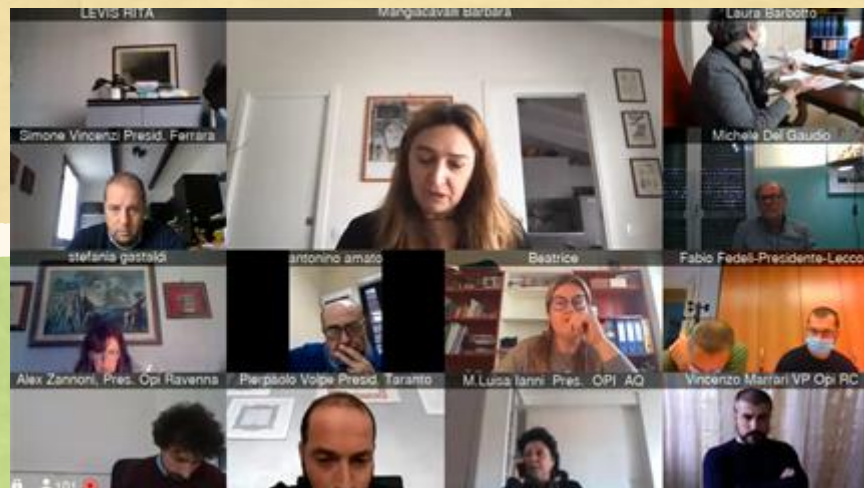 LEVIS RITA
Mangiacavalli Barbara
Laura Barbotto
Simone Vincenzi Presid. Ferrara
Michele Del Gaudio
stefania gastaldi
antonino amato
Beatrice
Fabio Fedeli-Presidente-Lecco
Alex Zannoni, Pres. Opi Ravenna
Pierpaolo Volpe Presid. Taranto
M.Luisa Ianni Pres. OPI AQ
Vincenzo Marrari VP Opi RC
101